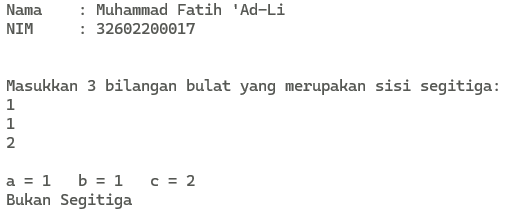 Nama    : Muhammad Fatih 'Ad-Li
NIM     : 32602200017
Masukkan 3 bilangan bulat yang merupakan sisi segitiga:
1
1
2
a = 1   b = 1   c = 2
Bukan Segitiga